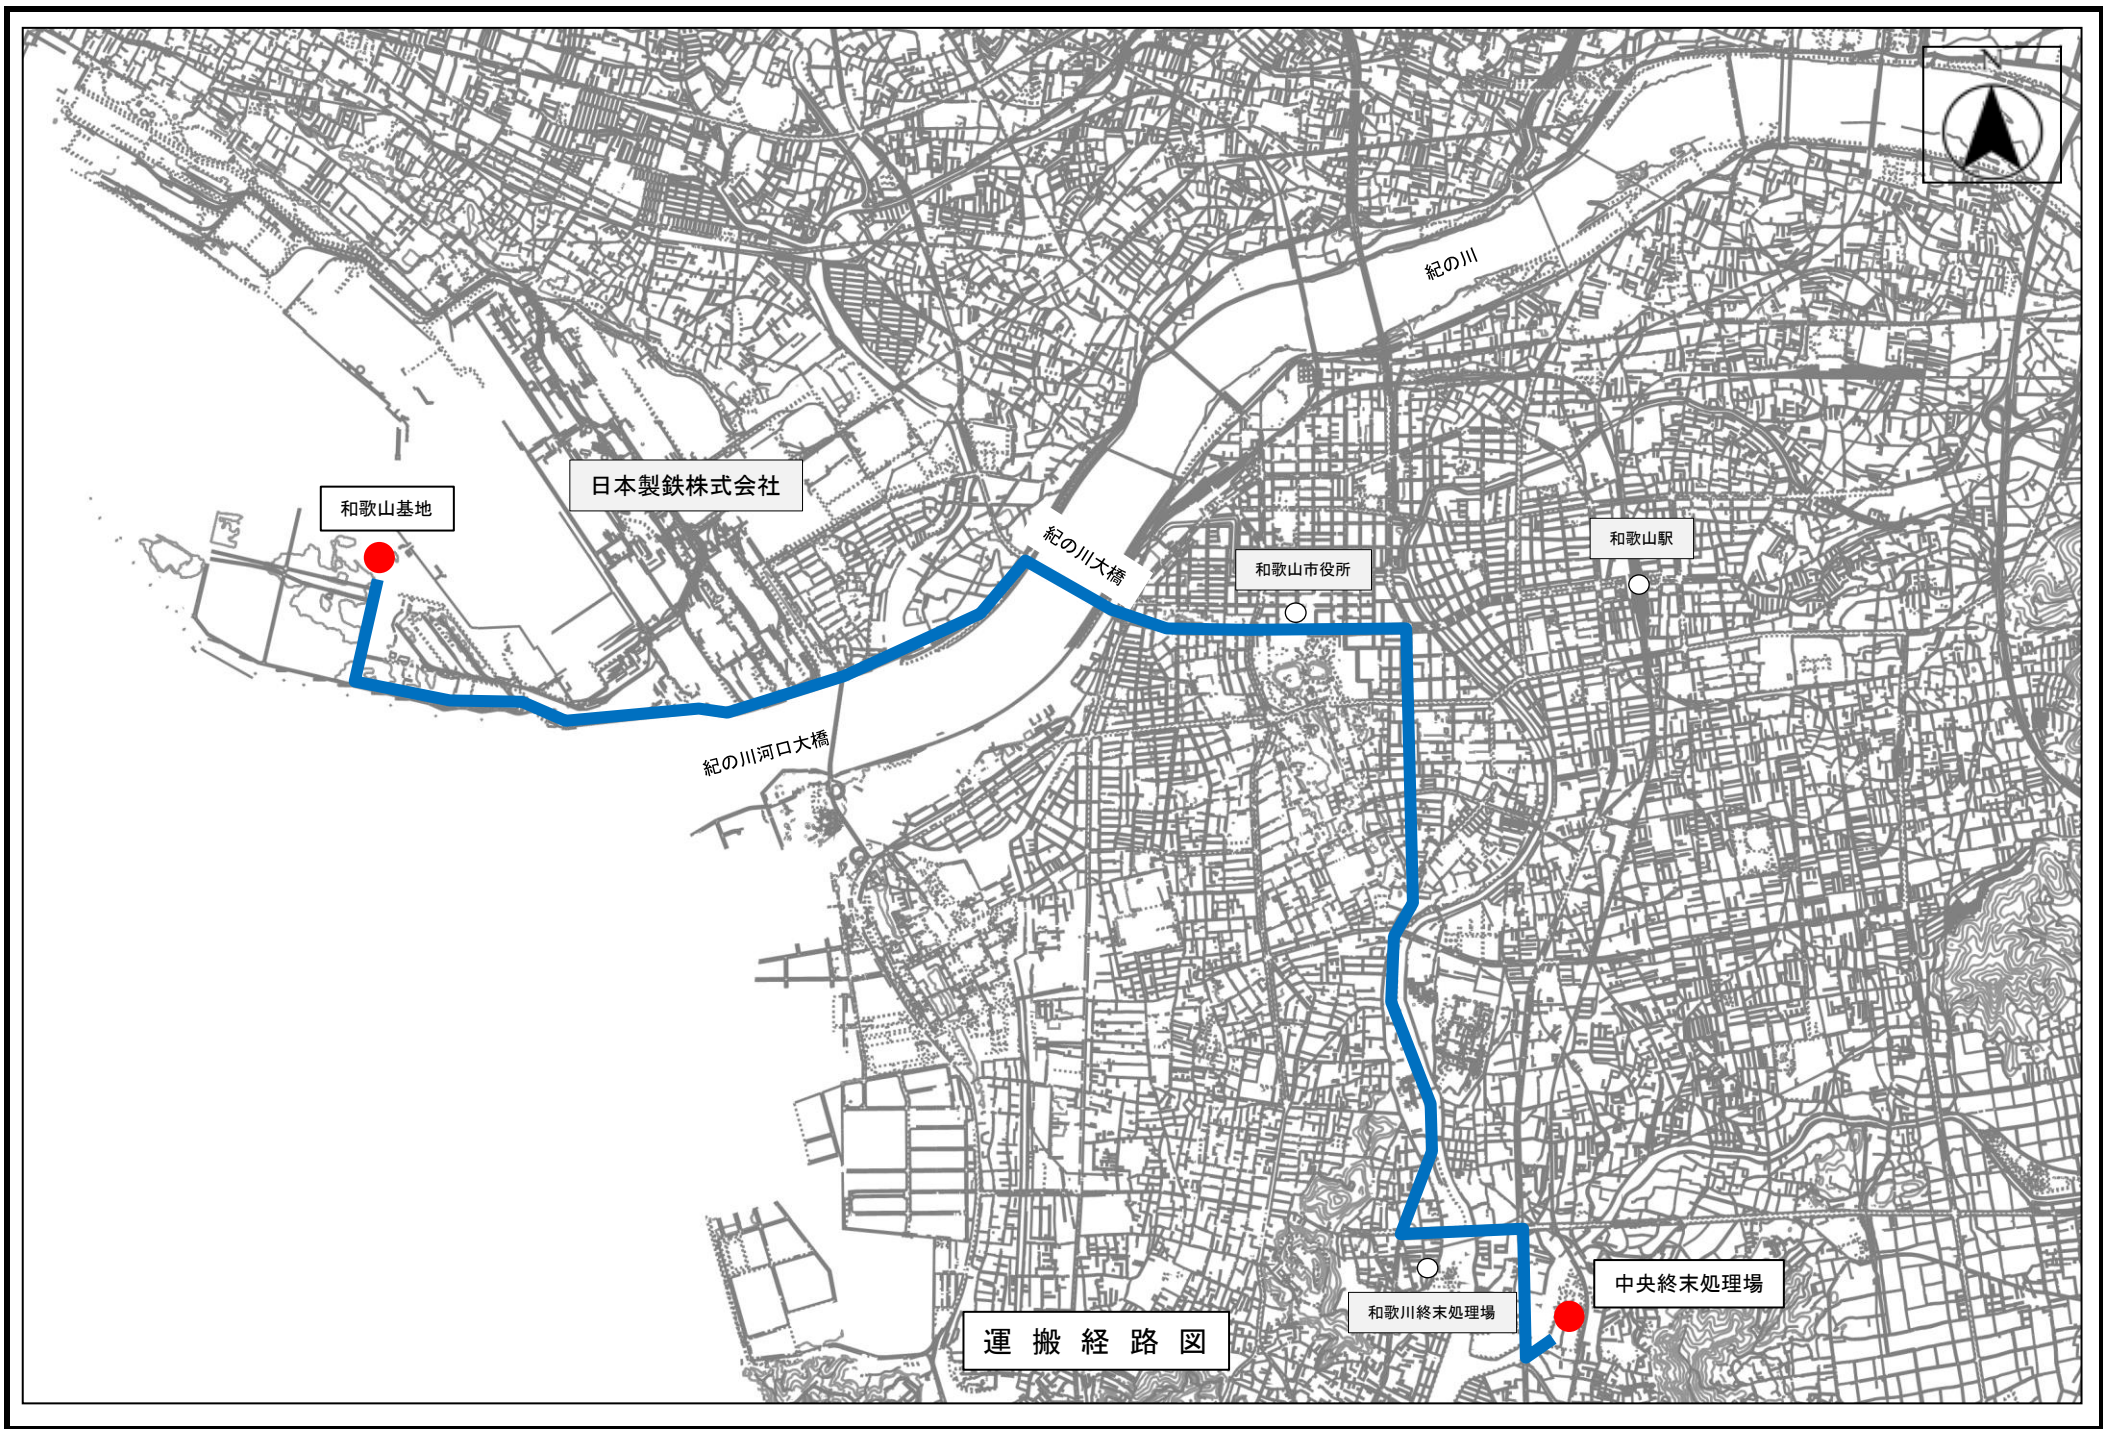 N
紀の川
日本製鉄株式会社
和歌山基地
紀の川大橋
和歌山駅
和歌山市役所
紀の川河口大橋
中央終末処理場
和歌川終末処理場
運搬経路図